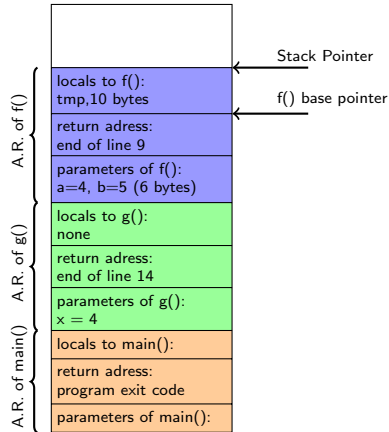 Stack Pointer
locals to f():
tmp,10 bytes
f() base pointer
return adress:
end of line 9
parameters of f():
a=4, b=5 (6 bytes)
A.R. of f()
locals to g():
none
return adress:
end of line 14
parameters of g():
x = 4
A.R. of g()
locals to main():
return adress:
program exit code
parameters of main():
A.R. of main()